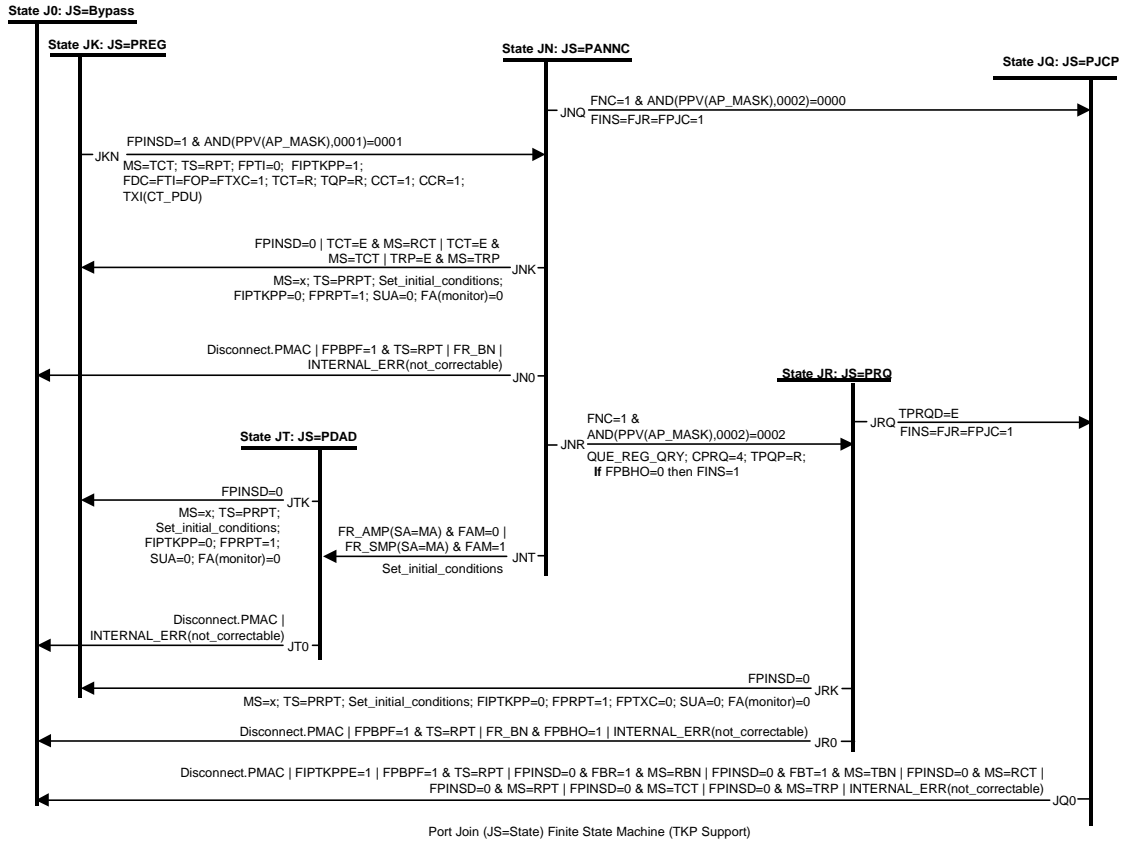 State J0: JS=Bypass
State JK: JS=PREG
State JN: JS=PANNC
State JQ: JS=PJCP
FNC=1 & AND(PPV(AP_MASK),0002)=0000
JNQ
FINS=FJR=FPJC=1
FPINSD=1 & AND(PPV(AP_MASK),0001)=0001
JKN
MS=TCT; TS=RPT; FPTI=0; FIPTKPP=1;
FDC=FTI=FOP=FTXC=1; TCT=R; TQP=R; CCT=1; CCR=1;
TXI(CT_PDU)
FPINSD=0 | TCT=E & MS=RCT | TCT=E &
MS=TCT | TRP=E & MS=TRP
JNK
MS=x; TS=PRPT; Set_initial_conditions;
FIPTKPP=0; FPRPT=1; SUA=0; FA(monitor)=0
Disconnect.PMAC | FPBPF=1 & TS=RPT | FR_BN |
INTERNAL_ERR(not_correctable)
JN0
State JR: JS=PRQ
TPRQD=E
JRQ
FINS=FJR=FPJC=1
FNC=1 &
AND(PPV(AP_MASK),0002)=0002
JNR
QUE_REG_QRY; CPRQ=4; TPQP=R;
If FPBHO=0 then FINS=1
State JT: JS=PDAD
FPINSD=0
JTK
MS=x; TS=PRPT;
Set_initial_conditions;
FIPTKPP=0; FPRPT=1;
SUA=0; FA(monitor)=0
FR_AMP(SA=MA) & FAM=0 |
FR_SMP(SA=MA) & FAM=1
JNT
Set_initial_conditions
Disconnect.PMAC |
INTERNAL_ERR(not_correctable)
JT0
FPINSD=0
JRK
MS=x; TS=PRPT; Set_initial_conditions; FIPTKPP=0; FPRPT=1; FPTXC=0; SUA=0; FA(monitor)=0
Disconnect.PMAC | FPBPF=1 & TS=RPT | FR_BN & FPBHO=1 | INTERNAL_ERR(not_correctable)
JR0
Disconnect.PMAC | FIPTKPPE=1 | FPBPF=1 & TS=RPT | FPINSD=0 & FBR=1 & MS=RBN | FPINSD=0 & FBT=1 & MS=TBN | FPINSD=0 & MS=RCT |
FPINSD=0 & MS=RPT | FPINSD=0 & MS=TCT | FPINSD=0 & MS=TRP | INTERNAL_ERR(not_correctable)
JQ0
Port Join (JS=State) Finite State Machine (TKP Support)